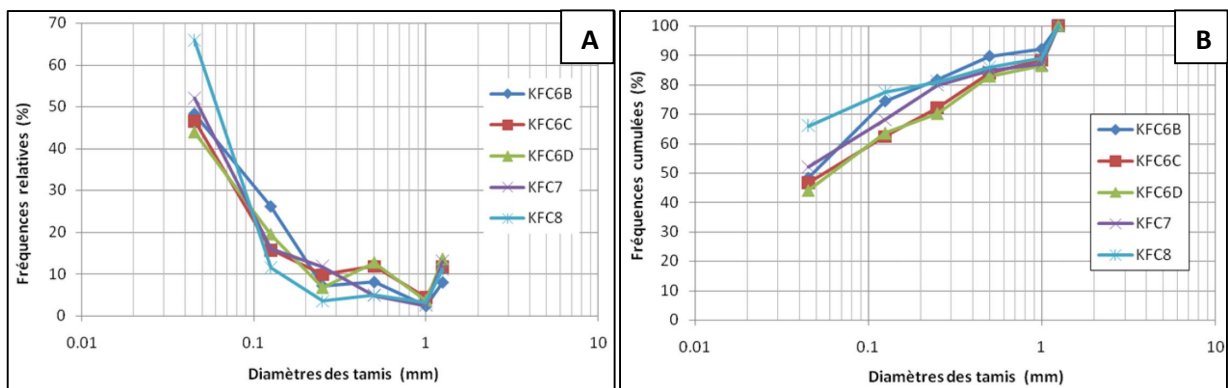 A
Fréquences relatives (%)
70
60
50
40
30
20
10
0
0.01
0.1
1
10
Diamètres des tamis (mm)
KFC6B
KFC6C
KFC6D
KFC7
KFC8
B
Fréquences cumulées (%)
100
90
80
70
60
50
40
30
20
10
0
0.01
0.1
1
10
Diamètres des tamis (mm)
KFC6B
KFC6C
KFC6D
KFC7
KFC8